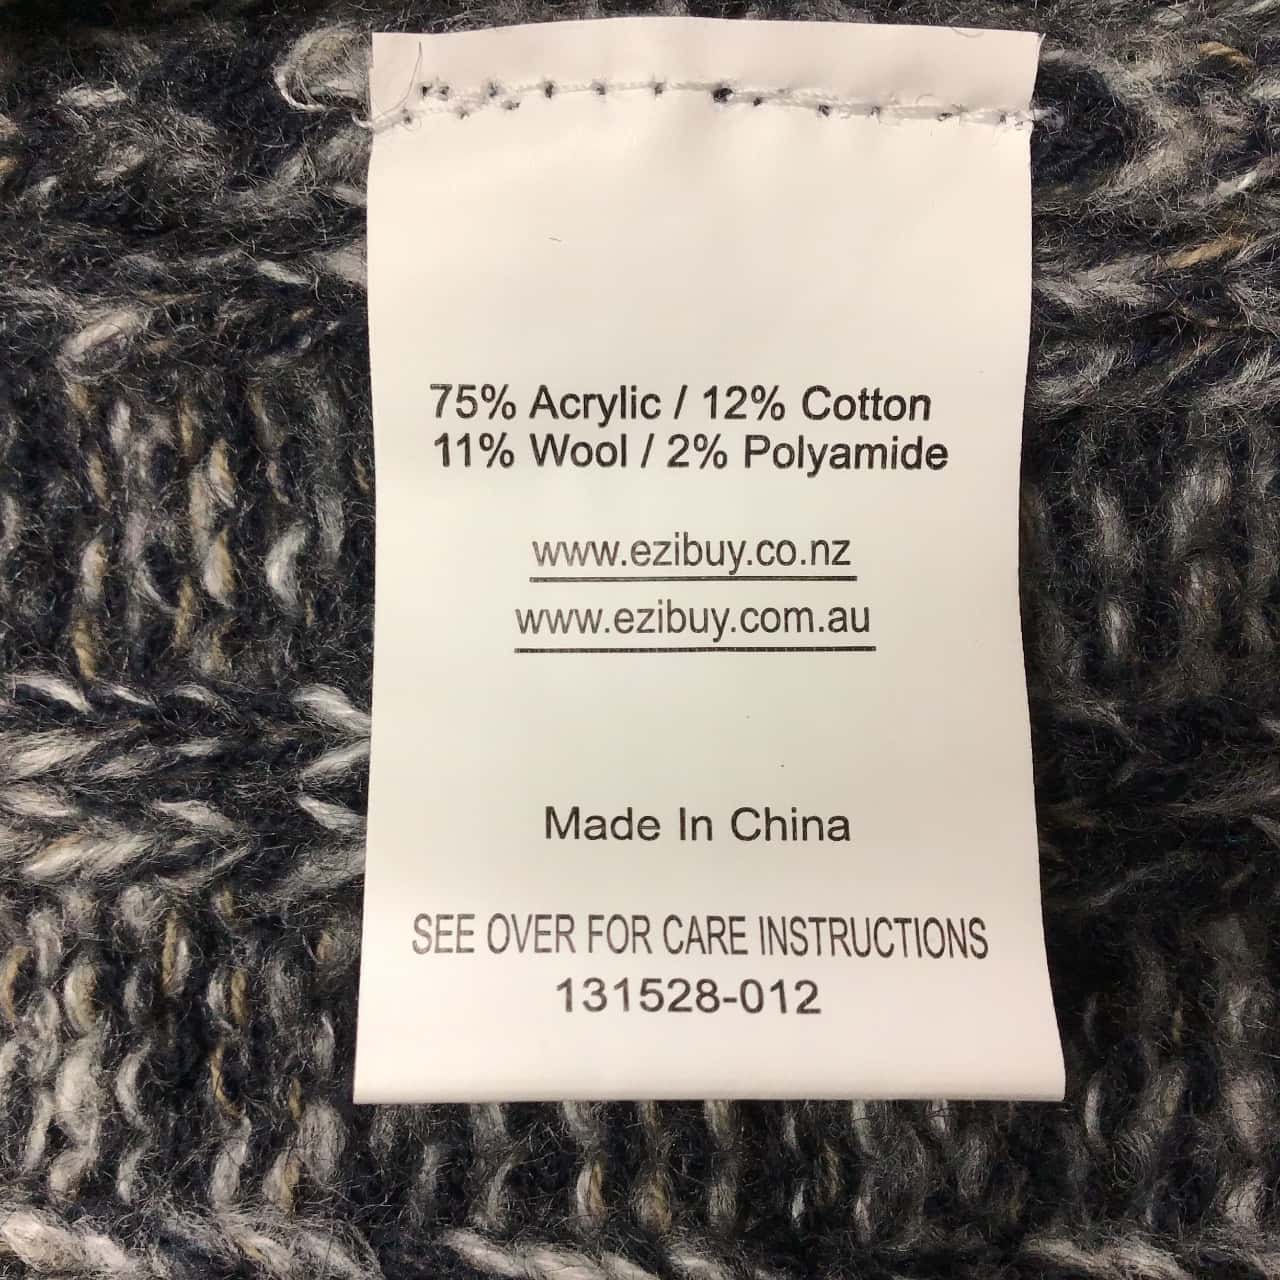 75% Acrylic / 12% Cotton
11% Wool / 2% Polyamide
www.ezibuy.co.nz
www.ezibuy.com.au
Made In China
SEE OVER FOR CARE INSTRUCTIONS
131528-012